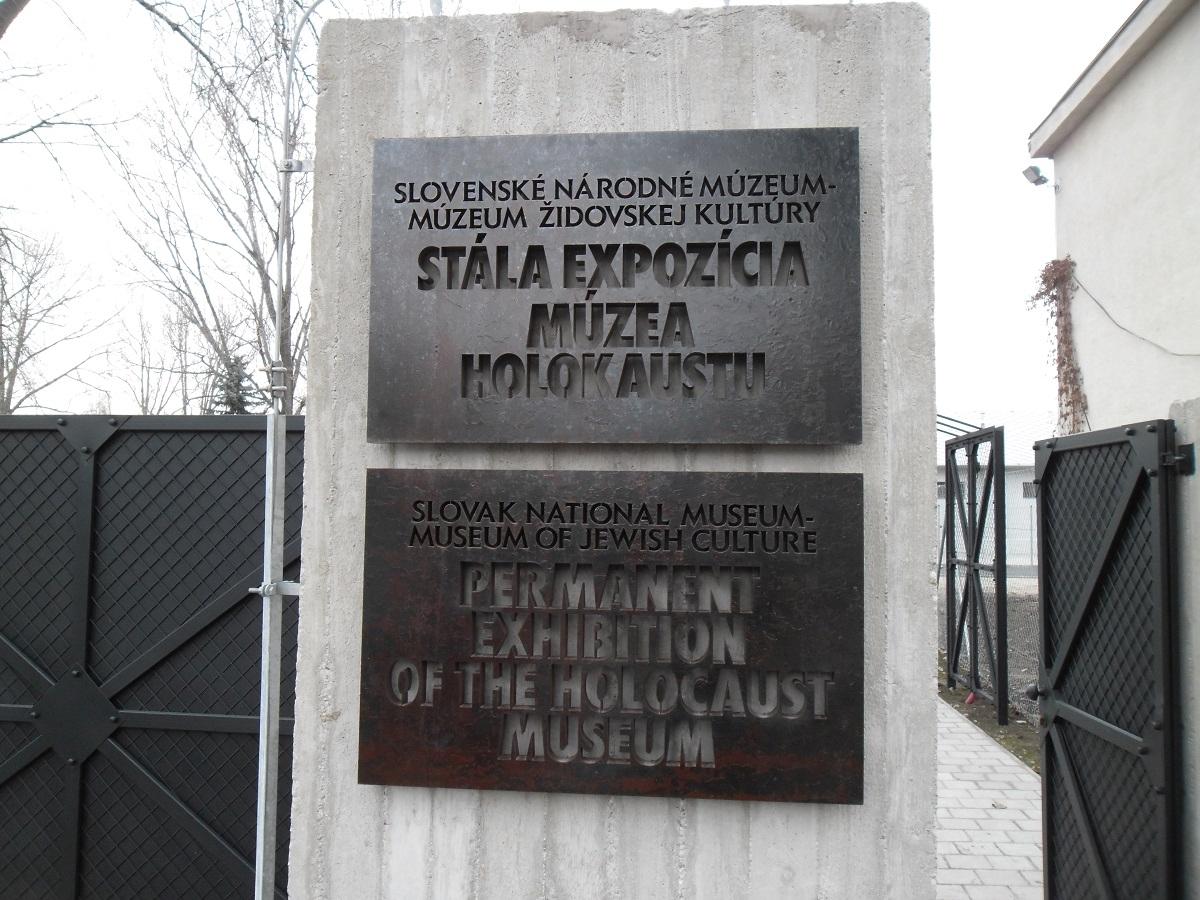 SLOVENSKÉ NÁRODNÉ MÚZEUM-
MÚZEUM ŽIDOVSKEJ KULTÚRY
STÁLA EXPOZÍCIA
MÚZEA
HOLOKAUSTU
SLOVAK NATIONAL MUSEUM-
MUSEUM OF JEWISH CULTURE
PERMANENT
EXHIBITION
OF THE HOLOCAUST
MUSEUM